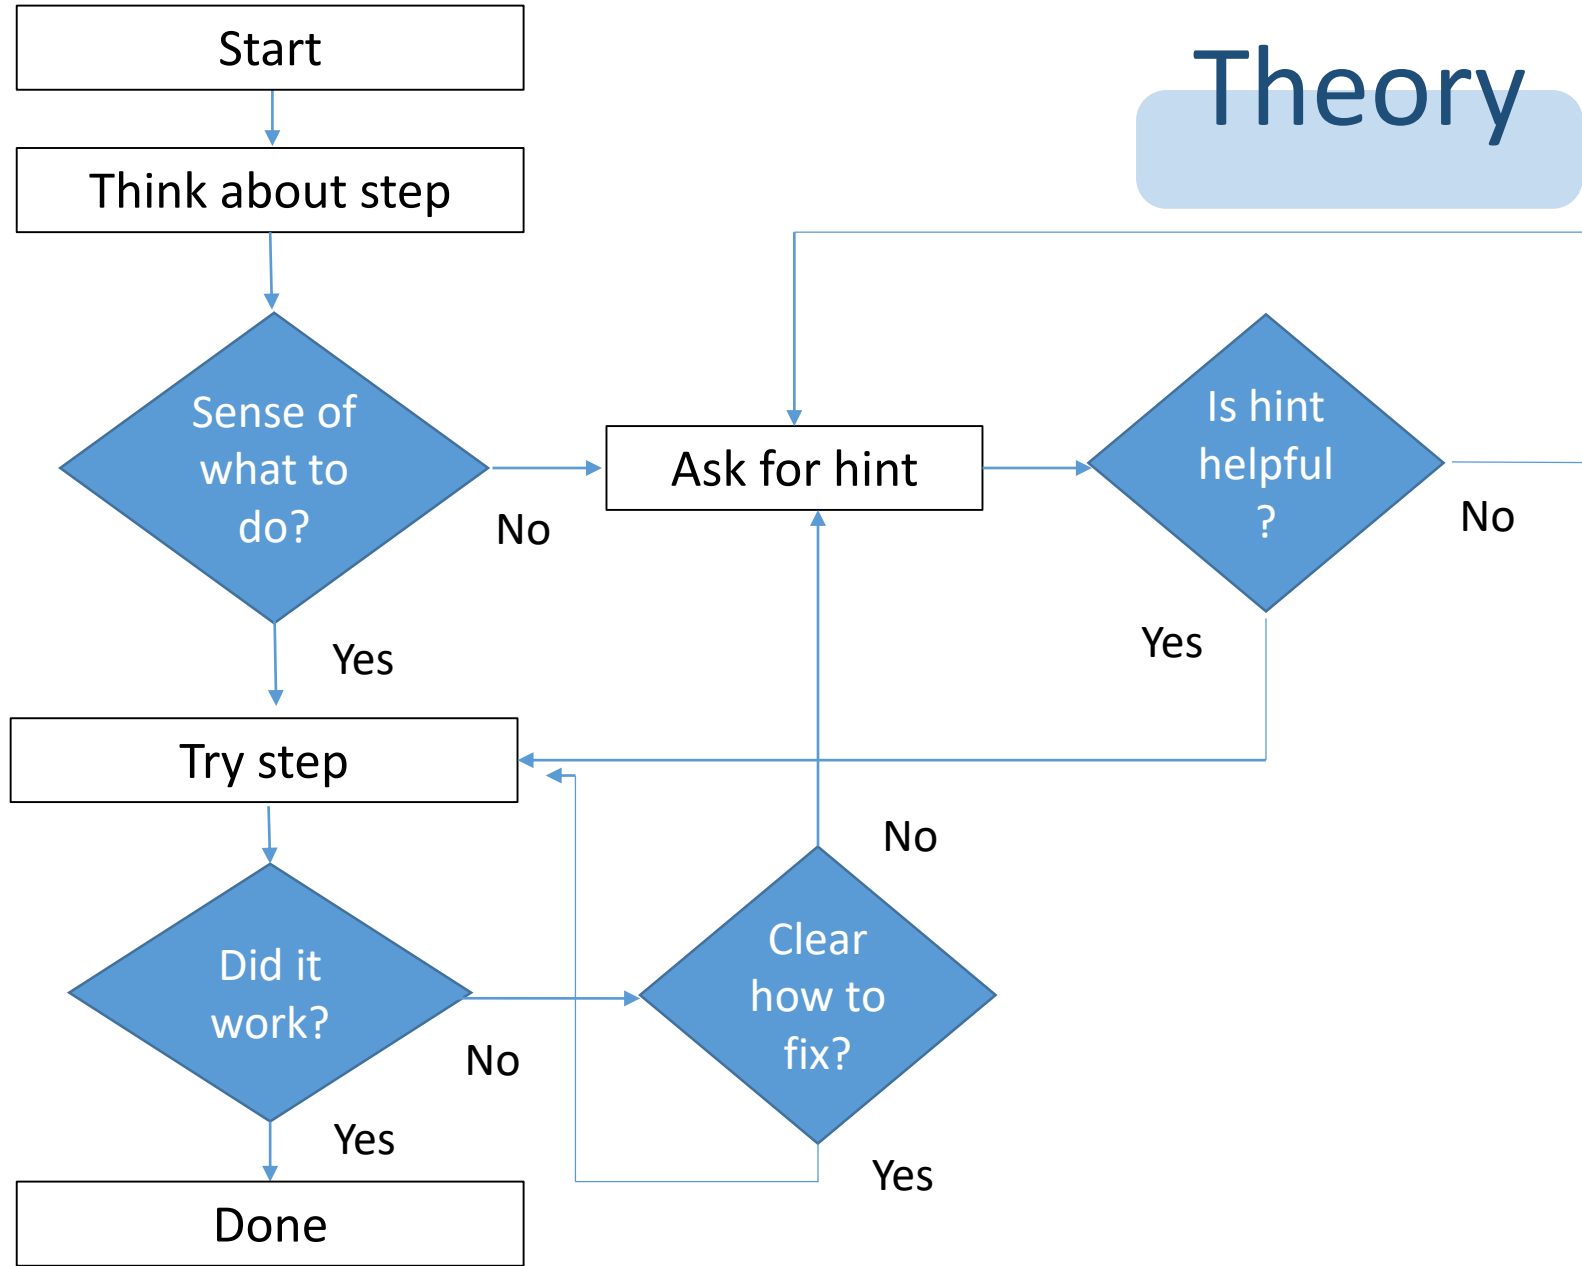 Start
Theory
Think about step
Sense of
what to
do?
No
Ask for hint
Is hint
helpful
?
No
Yes
Yes
Try step
No
Did it
work?
No
Clear
how to
fix?
Yes
Yes
Done